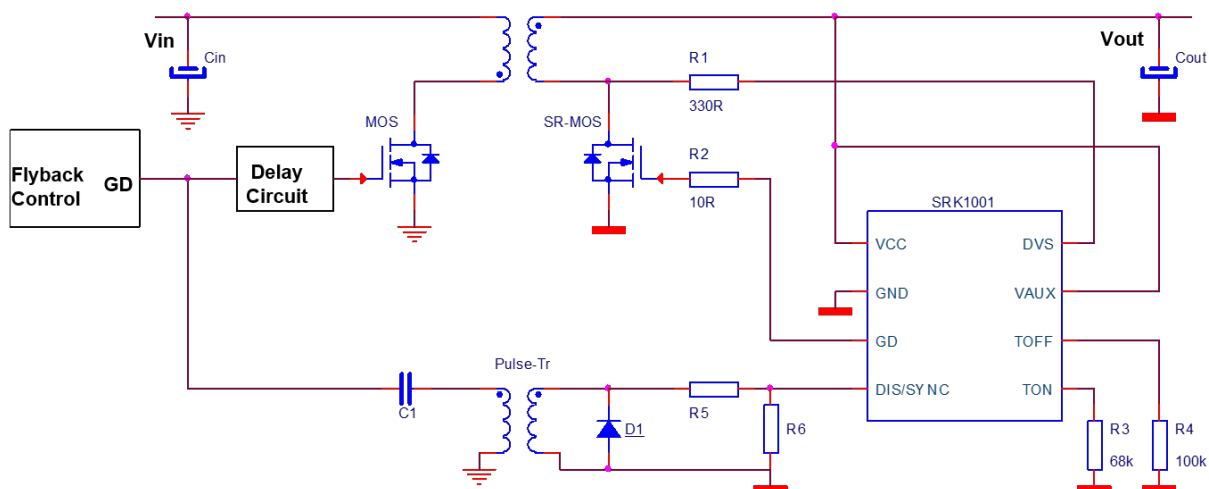 Vin
Cin
Vout
Cout
R1
330R
MOS
SR-MOS
R2
10R
Flyback
Control
GD
Delay
Circuit
SRK1001
VCC
DVS
GND
VAUX
GD
TOFF
DIS/SYNC
TON
Pulse-Tr
C1
D1
R5
R6
R3
68k
R4
100k